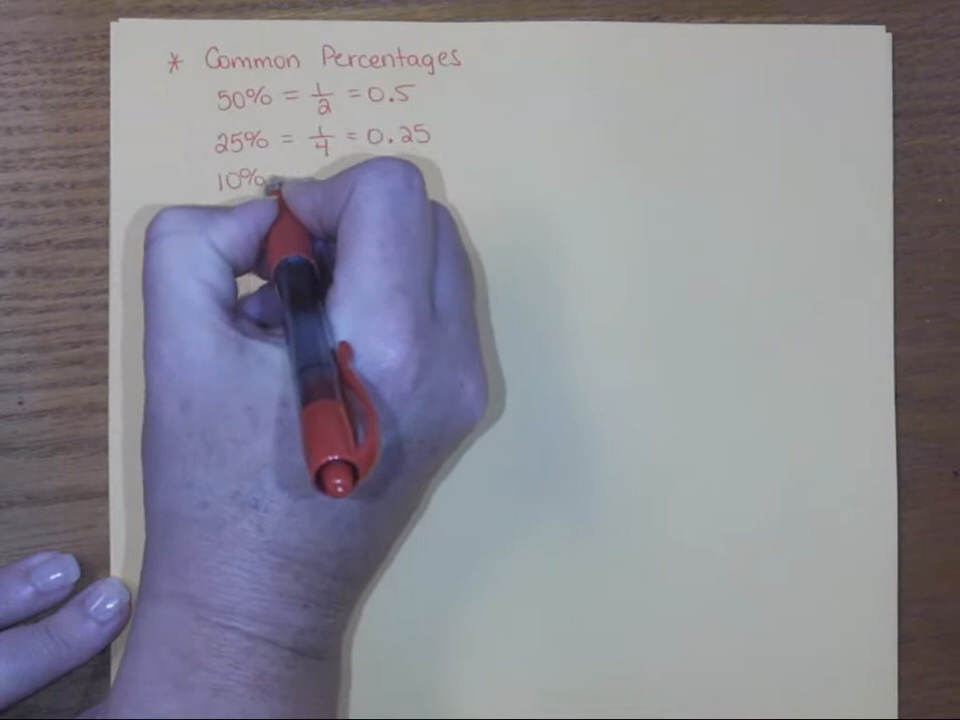 * Common Percentages
50% = 1/2 = 0.5
25% = 1/4 = 0.25
10%